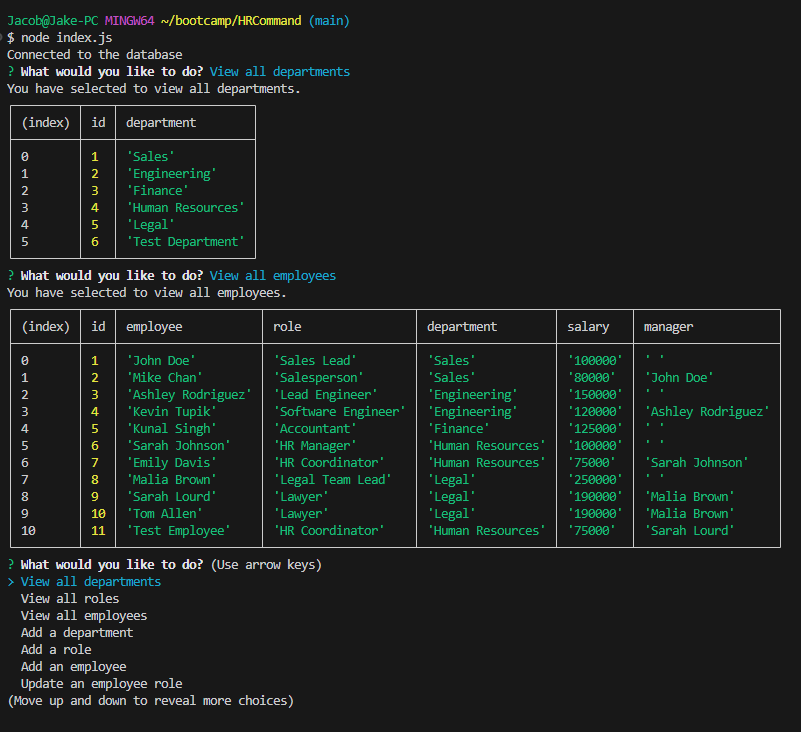 Jacob@Jake-PC MINGW64 ~/bootcamp/HRCommand (main)
$ node index.js
Connected to the database
? What would you like to do? View all departments
You have selected to view all departments.
(index) id department
0 1 'Sales'
1 2 'Engineering'
2 3 'Finance'
3 4 'Human Resources'
4 5 'Legal'
5 6 'Test Department'
? What would you like to do? View all employees
You have selected to view all employees.
(index) id employee role department salary manager
0 1 'John Doe' 'Sales Lead' 'Sales' '100000' ' '
1 2 'Mike Chan' 'Salesperson' 'Sales' '80000' 'John Doe'
2 3 'Ashley Rodriguez' 'Lead Engineer' 'Engineering' '150000' ' '
3 4 'Kevin Tupik' 'Software Engineer' 'Engineering' '120000' 'Ashley Rodriguez'
4 5 'Kunal Singh' 'Accountant' 'Finance' '125000' ' '
5 6 'Sarah Johnson' 'HR Manager' 'Human Resources' '100000' ' '
6 7 'Emily Davis' 'HR Coordinator' 'Human Resources' '75000' 'Sarah Johnson'
7 8 'Malia Brown' 'Legal Team Lead' 'Legal' '250000' ' '
8 9 'Sarah Lourd' 'Lawyer' 'Legal' '190000' 'Malia Brown'
9 10 'Tom Allen' 'Lawyer' 'Legal' '190000' 'Malia Brown'
10 11 'Test Employee' 'HR Coordinator' 'Human Resources' '75000' 'Sarah Lourd'
? What would you like to do? (Use arrow keys)
> View all departments
View all roles
View all employees
Add a department
Add a role
Add an employee
Update an employee role
(Move up and down to reveal more choices)